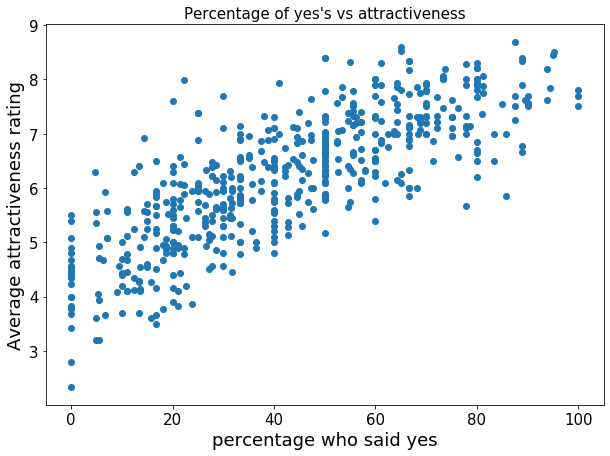 Percentage of yes's vs attractiveness
9
8
7
6
5
4
3
Average attractiveness rating
0 20 40 60 80 100
percentage who said yes